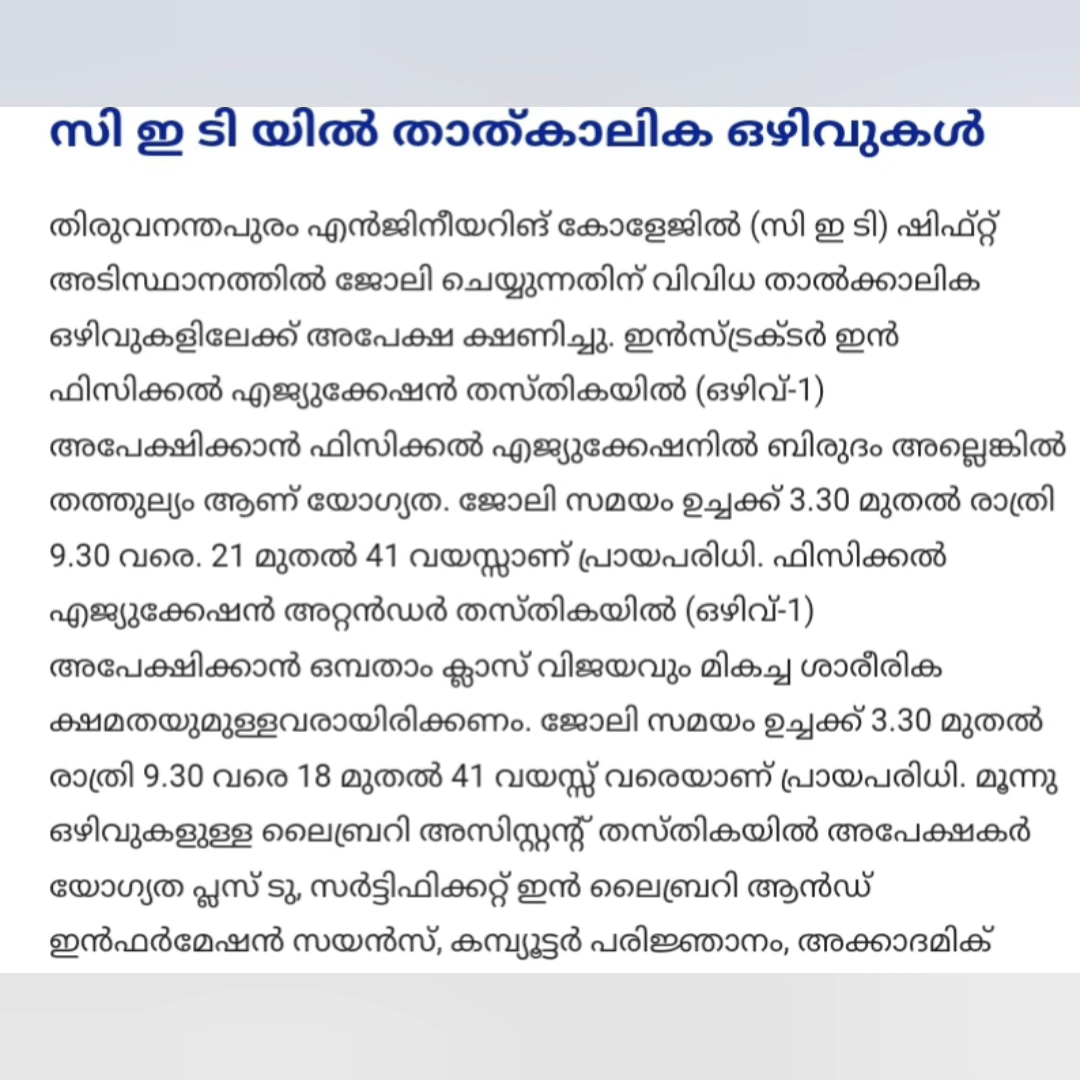 സി ഇ ടി യിൽ താത്കാലിക ഒഴിവുകൾ
തിരുവനന്തപുരം എൻജിനീയറിങ് കോളേജിൽ (സി ഇ ടി) ഷിഫ്റ്റ്
അടിസ്ഥാനത്തിൽ ജോലി ചെയ്യുന്നതിന് വിവിധ താൽക്കാലിക
ഒഴിവുകളിലേക്ക് അപേക്ഷ ക്ഷണിച്ചു. ഇൻസ്ട്രക്ടർ ഇൻ
ഫിസിക്കൽ എജ്യുക്കേഷൻ തസ്തികയിൽ (ഒഴിവ്-1)
അപേക്ഷിക്കാൻ ഫിസിക്കൽ എജ്യുക്കേഷനിൽ ബിരുദം അല്ലെങ്കിൽ
തത്തുല്യം ആണ് യോഗ്യത. ജോലി സമയം ഉച്ചക്ക് 3.30 മുതൽ രാത്രി
9.30 വരെ. 21 മുതൽ 41 വയസ്സാണ് പ്രായപരിധി. ഫിസിക്കൽ
എജ്യുക്കേഷൻ അറ്റൻഡർ തസ്തികയിൽ (ഒഴിവ്-1)
അപേക്ഷിക്കാൻ ഒമ്പതാം ക്ലാസ് വിജയവും മികച്ച ശാരീരിക
ക്ഷമതയുമുള്ളവരായിരിക്കണം. ജോലി സമയം ഉച്ചക്ക് 3.30 മുതൽ
രാത്രി 9.30 വരെ 18 മുതൽ 41 വയസ്സ് വരെയാണ് പ്രായപരിധി. മൂന്നു
ഒഴിവുകളുള്ള ലൈബ്രറി അസിസ്റ്റന്റ് തസ്തികയിൽ അപേക്ഷകർ
യോഗ്യത പ്ലസ് ടു, സർട്ടിഫിക്കറ്റ് ഇൻ ലൈബ്രറി ആൻഡ്
ഇൻഫർമേഷൻ സയൻസ്, കമ്പ്യൂട്ടർ പരിജ്ഞാനം, അക്കാദമിക്